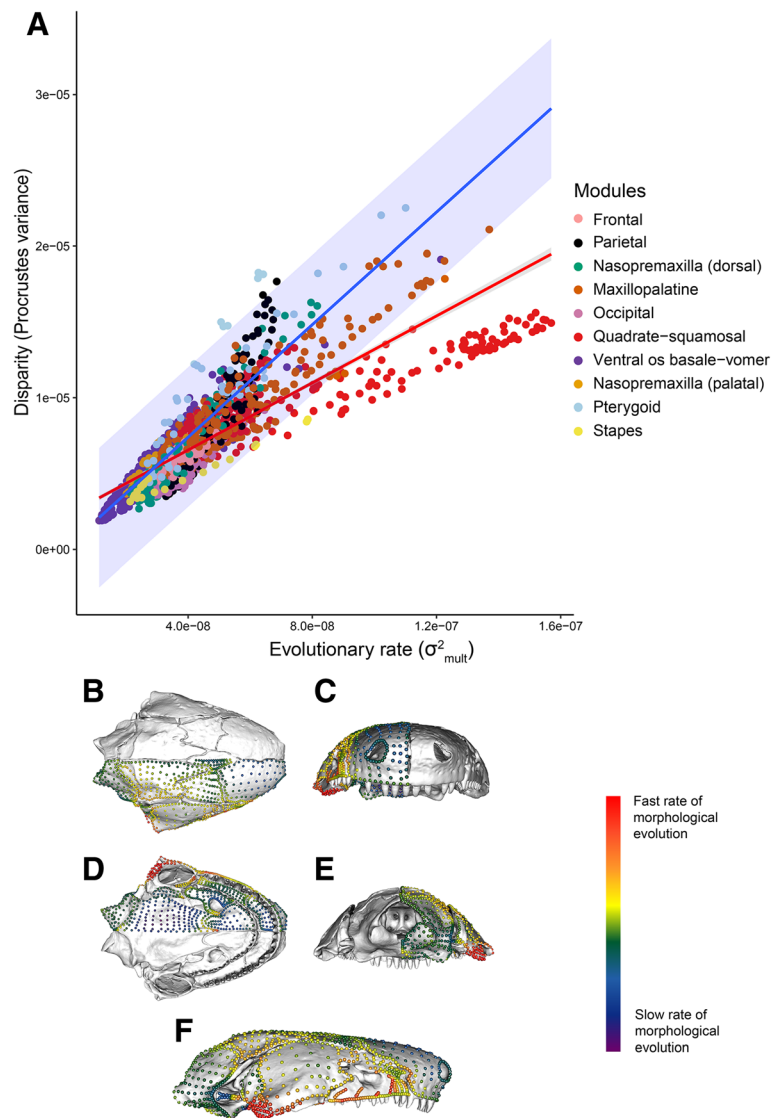 A
Disparity (Procrustes variance)
3e−05
2e−05
1e−05
0e+00
4.0e−08
8.0e−08
1.2e−07
1.6e−07
Evolutionary rate (σ²mult)
Modules
Frontal
Parietal
Nasopremaxilla (dorsal)
Maxillopalatine
Occipital
Quadrate−squamosal
Ventral os basale−vomer
Nasopremaxilla (palatal)
Pterygoid
Stapes
B
C
D
E
F
Fast rate of
morphological
evolution
Slow rate of
morphological
evolution